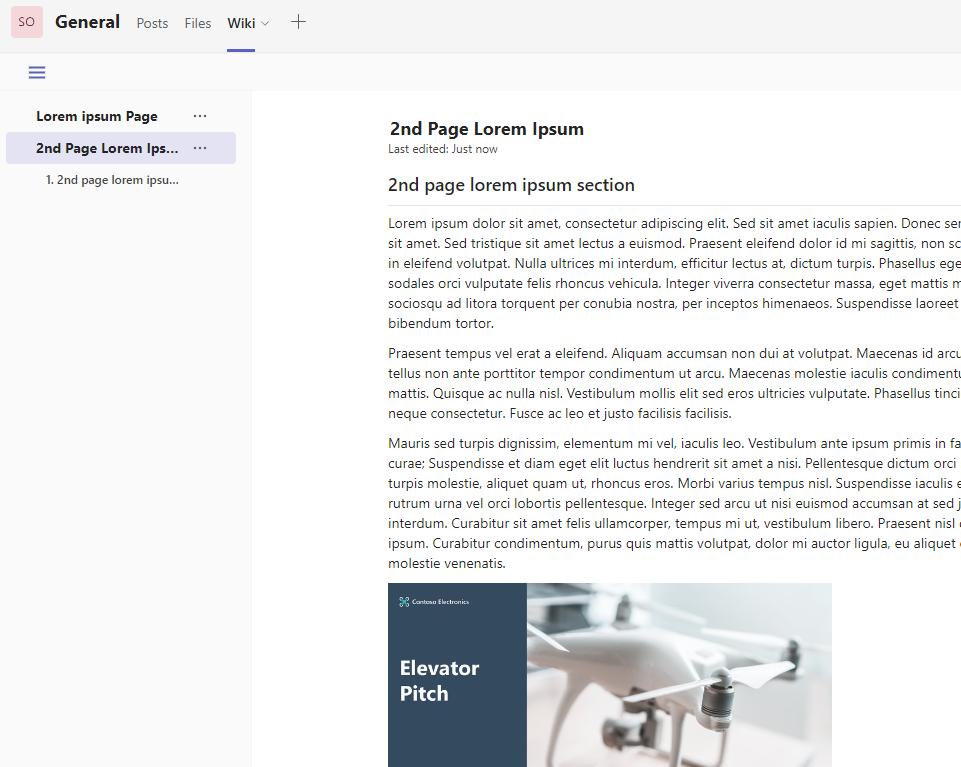 SO General Posts Files Wiki
Lorem ipsum Page ...
2nd Page Lorem Ips... ...
1. 2nd page lorem ipsu...
2nd Page Lorem Ipsum
Last edited: Just now
2nd page lorem ipsum section
Lorem ipsum dolor sit amet, consectetur adipiscing elit. Sed sit amet iaculis sapien. Donec
sit amet. Sed tristique sit amet lectus a euismod. Praesent eleifend dolor id mi sagittis, non
in eleifend volutpat. Nulla ultrices mi interdum, efficitur lectus at, dictum turpis. Phasellus
sodales orci vulputate felis rhoncus vehicula. Integer viverra consectetur massa, eget mattis
sociosqu ad litora torquent per conubia nostra, per inceptos himenaeos. Suspendisse laoreet
bibendum tortor.
Praesent tempus vel erat a eleifend. Aliquam accumsan non dui at volutpat. Maecenas id
tellus non ante porttitor tempor condimentum ut arcu. Maecenas molestie iaculis
mattis. Quisque ac nulla nisl. Vestibulum mollis elit sed eros ultricies vulputate. Phasellus
neque consectetur. Fusce ac leo et justo facilisis facilisis.
Mauris sed turpis dignissim, elementum mi vel, iaculis leo. Vestibulum ante ipsum primis in
curae; Suspendisse et diam eget elit luctus hendrerit sit amet a nisi. Pellentesque dictum orci
turpis molestie, aliquet quam ut, rhoncus eros. Morbi varius tempus nisl. Suspendisse iaculis
rutrum urna vel orci lobortis pellentesque. Integer sed arcu ut nisi euismod accumsan at sed
interdum. Curabitur sit amet felis ullamcorper, tempus mi ut, vestibulum libero. Praesent nisl
ipsum. Curabitur condimentum, purus quis mattis volutpat, dolor mi auctor ligula, eu aliquet
molestie venenatis.
Contoso Electronics
Elevator
Pitch